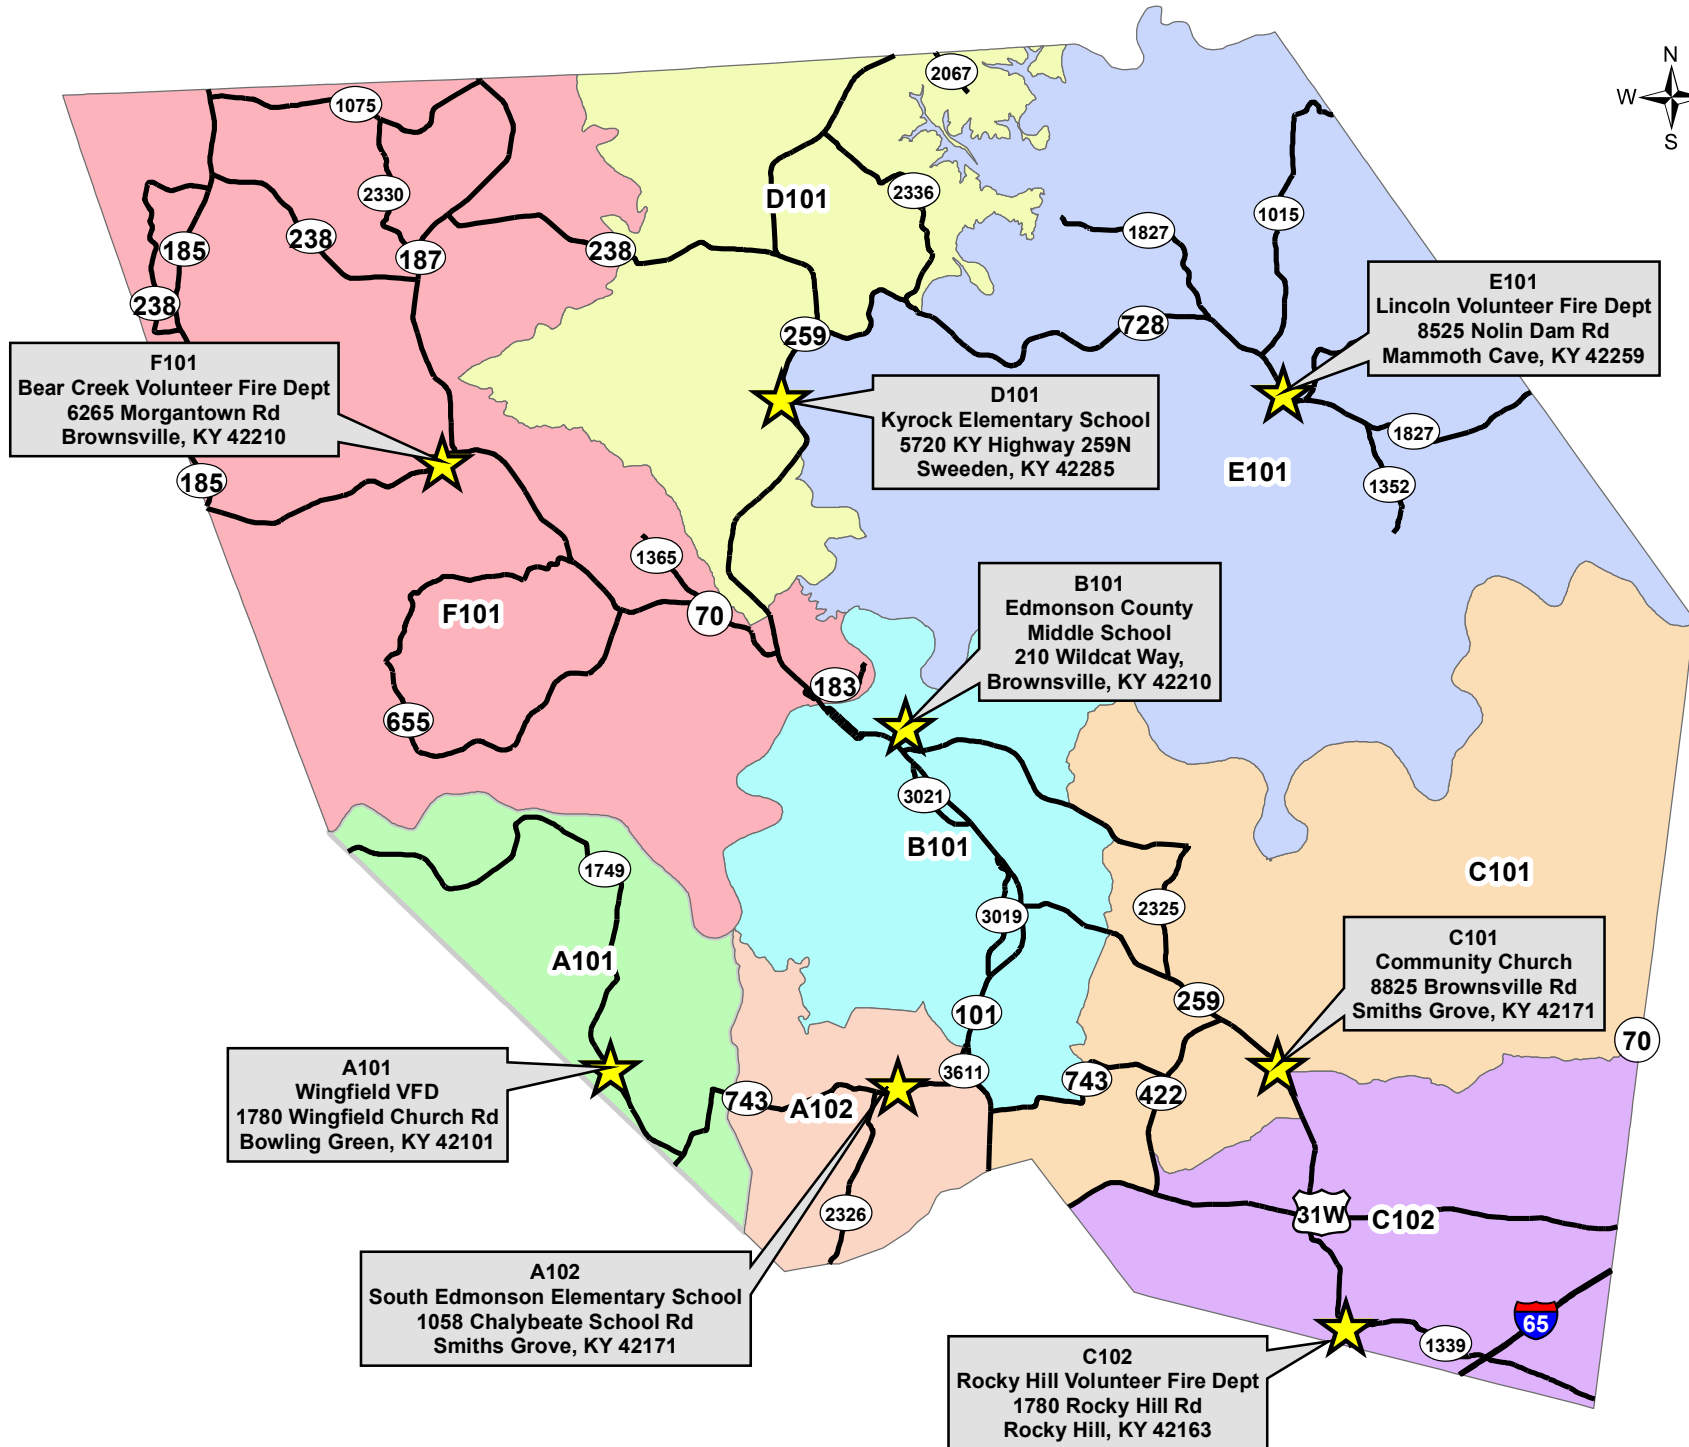 N
W
S
2067
1075
D101
2336
2330
1015
1827
238
185
187
238
238
E101
Lincoln Volunteer Fire Dept
8525 Nolin Dam Rd
Mammoth Cave, KY 42259
728
259
F101
Bear Creek Volunteer Fire Dept
6265 Morgantown Rd
Brownsville, KY 42210
D101
Kyrock Elementary School
5720 KY Highway 259N
Sweeden, KY 42285
1827
E101
1352
185
1365
F101
70
B101
Edmonson County
Middle School
210 Wildcat Way,
Brownsville, KY 42210
183
655
3021
B101
1749
C101
2325
3019
A101
C101
Community Church
8825 Brownsville Rd
Smiths Grove, KY 42171
259
101
70
A101
Wingfield VFD
1780 Wingfield Church Rd
Bowling Green, KY 42101
3611
743
422
743
A102
2326
31W
C102
A102
South Edmonson Elementary School
1058 Chalybeate School Rd
Smiths Grove, KY 42171
65
1339
C102
Rocky Hill Volunteer Fire Dept
1780 Rocky Hill Rd
Rocky Hill, KY 42163